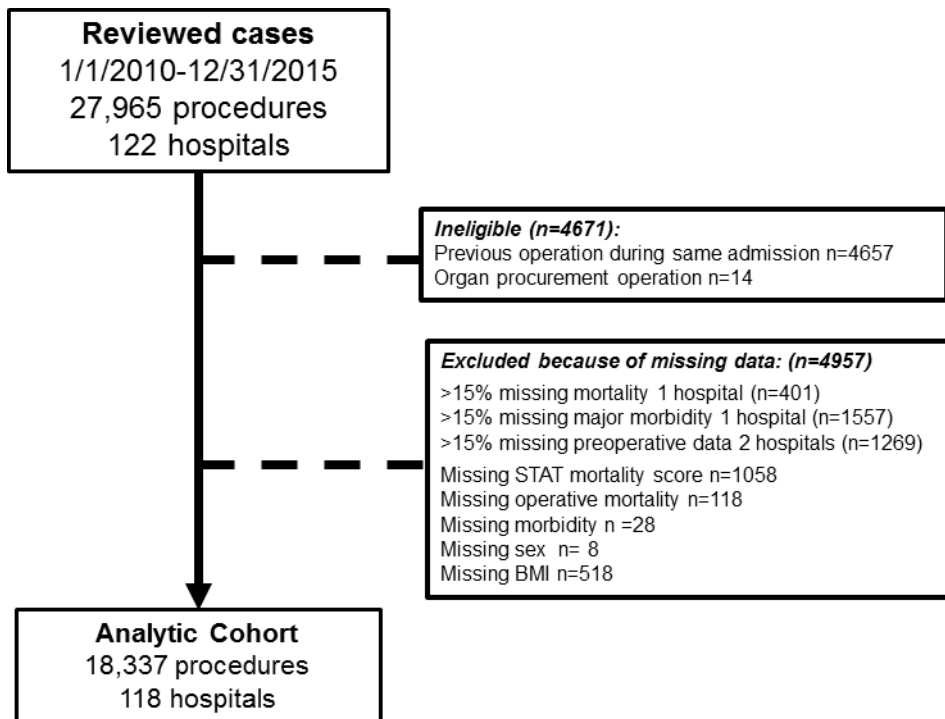 Reviewed cases
1/1/2010-12/31/2015
27,965 procedures
122 hospitals
Ineligible (n=4671):
Previous operation during same admission n=4657
Organ procurement operation n=14
Excluded because of missing data: (n=4957)
>15% missing mortality 1 hospital (n=401)
>15% missing major morbidity 1 hospital (n=1557)
>15% missing preoperative data 2 hospitals (n=1269)
Missing STAT mortality score n=1058
Missing operative mortality n=118
Missing morbidity n =28
Missing sex n= 8
Missing BMI n=518
Analytic Cohort
18,337 procedures
118 hospitals